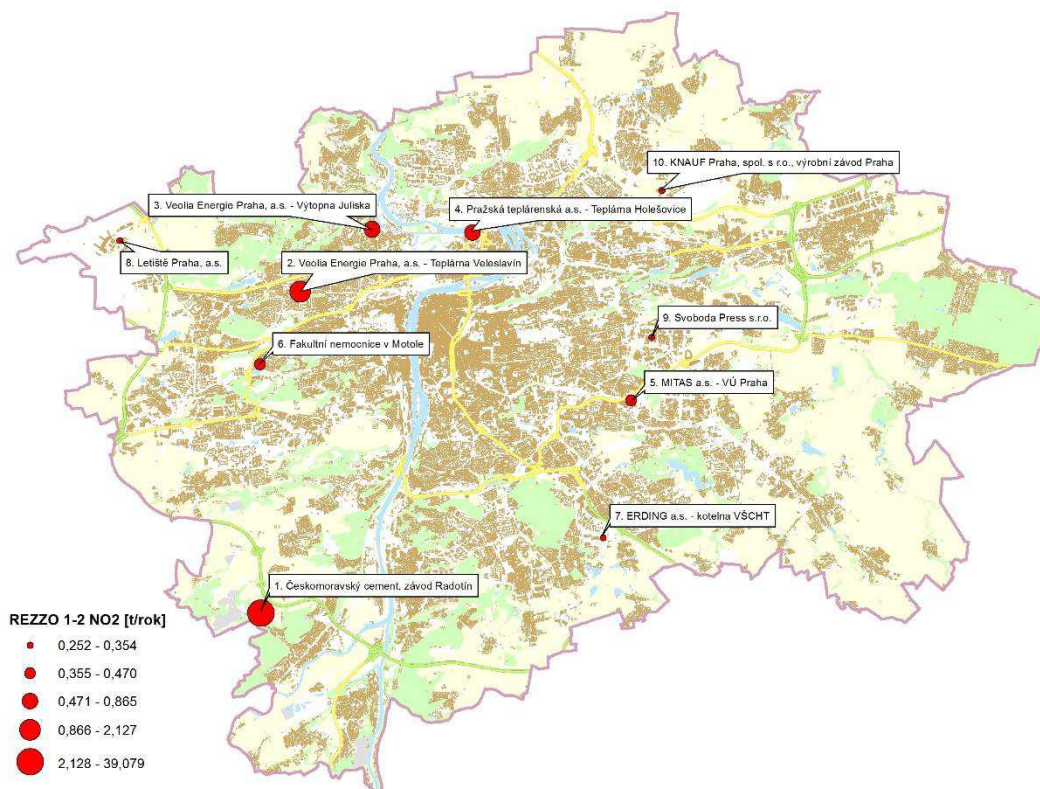 10. KNAUF Praha, spol. s r.o., výrobní závod Praha
3. Veolia Energie Praha, a.s. - Výtopna Juliska
4. Pražská teplárenská a.s. - Teplárna Holešovice
8. Letiště Praha, a.s.
2. Veolia Energie Praha, a.s. - Teplárna Veleslavín
9. Svoboda Press s.r.o.
6. Fakultní nemocnice v Motole
5. MITAS a.s. - VÚ Praha
7. ERDING a.s. - kotelna VŠCHT
1. Českomoravský cement, závod Radotín
REZZO 1-2 NO2 [t/rok]
0,252 - 0,354
0,355 - 0,470
0,471 - 0,865
0,866 - 2,127
2,128 - 39,079